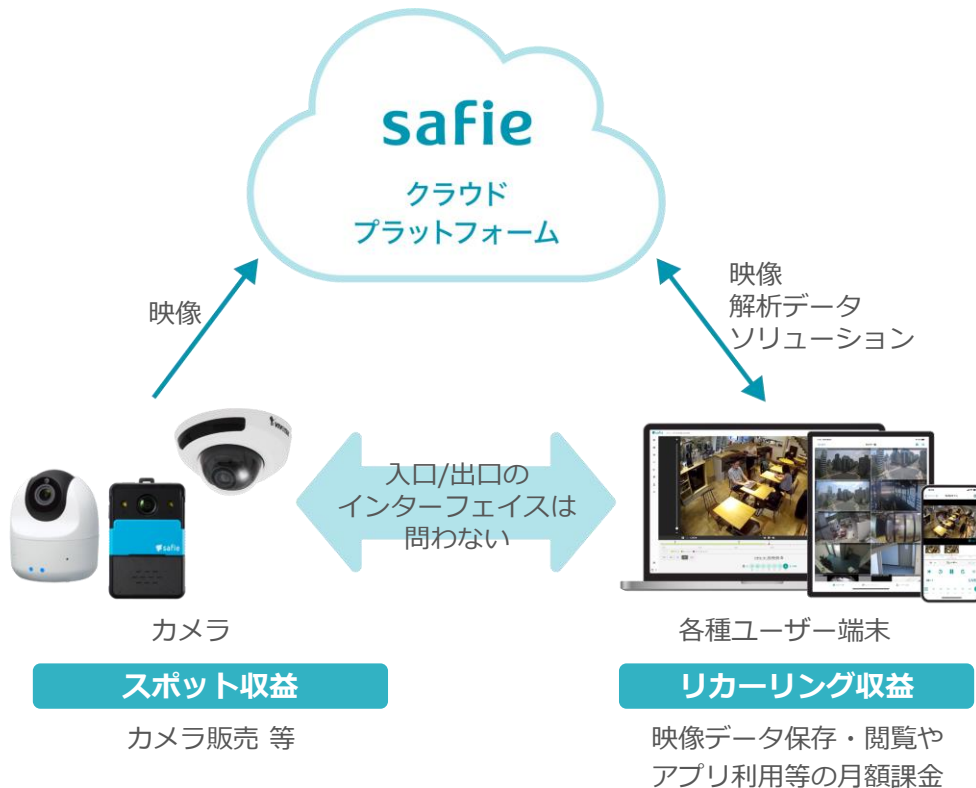 safie
クラウド
プラットフォーム
映像
映像
解析データ
ソリューション
入口/出口の
インターフェイスは
問わない
safie
カメラ
各種ユーザー端末
スポット収益
リカーリング収益
カメラ販売 等
映像データ保存・閲覧や
アプリ利用等の月額課金